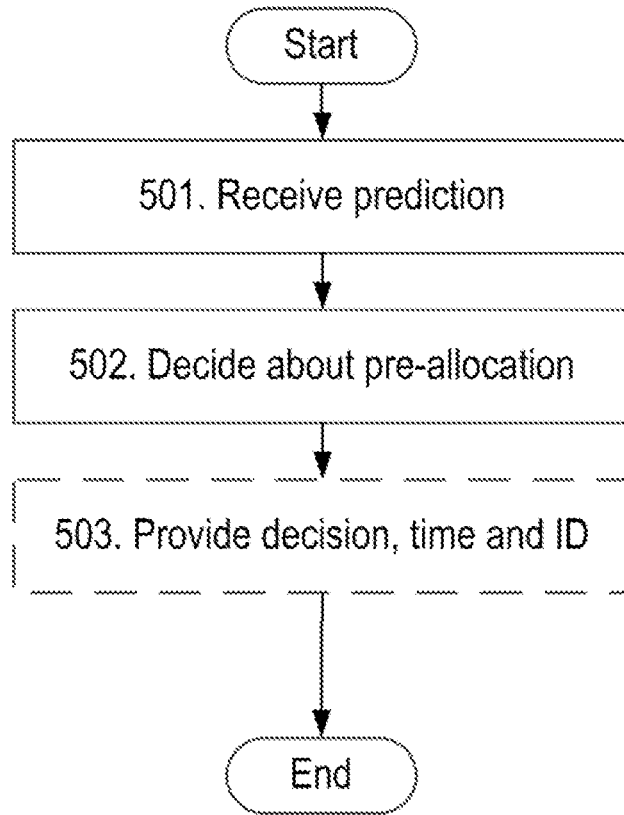 Start
501. Receive prediction
502. Decide about pre-allocation
503. Provide decision, time and ID
End